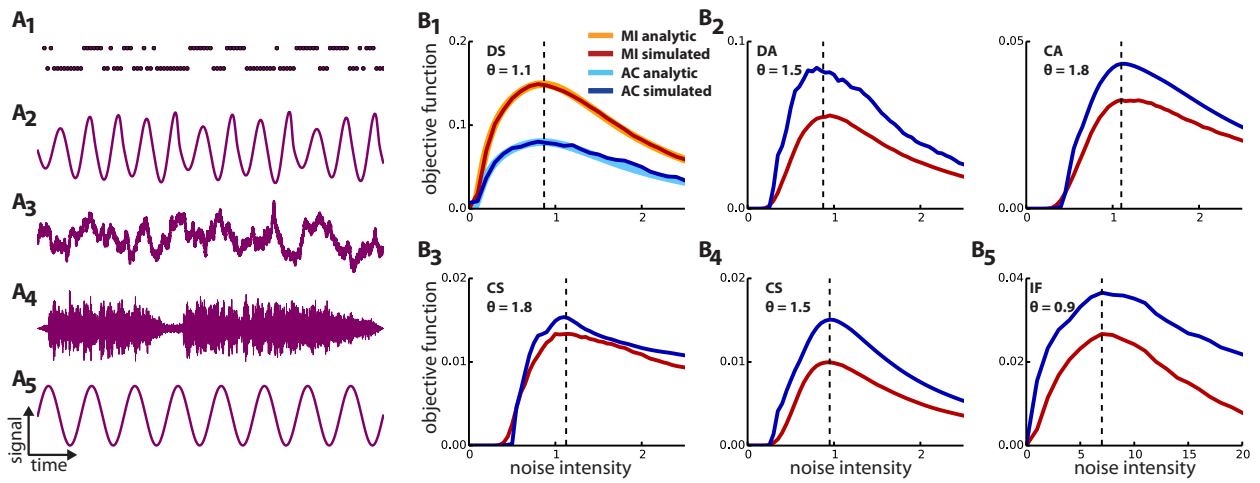 A1
A2
A3
A4
A5
signal
time
B1
objective function
0.2
0.1
0.0
0
1
2
DS
θ = 1.1
MI analytic
MI simulated
AC analytic
AC simulated
B2
0.1
0.0
0
1
2
DA
θ = 1.5
0.05
0.00
0
1
2
CA
θ = 1.8
B3
objective function
0.02
0.01
0.00
1
2
noise intensity
CS
θ = 1.8
B4
0.02
0.01
0.00
0
1
2
noise intensity
CS
θ = 1.5
B5
0.04
0.02
0.00
0
5
10
15
20
noise intensity
IF
θ = 0.9